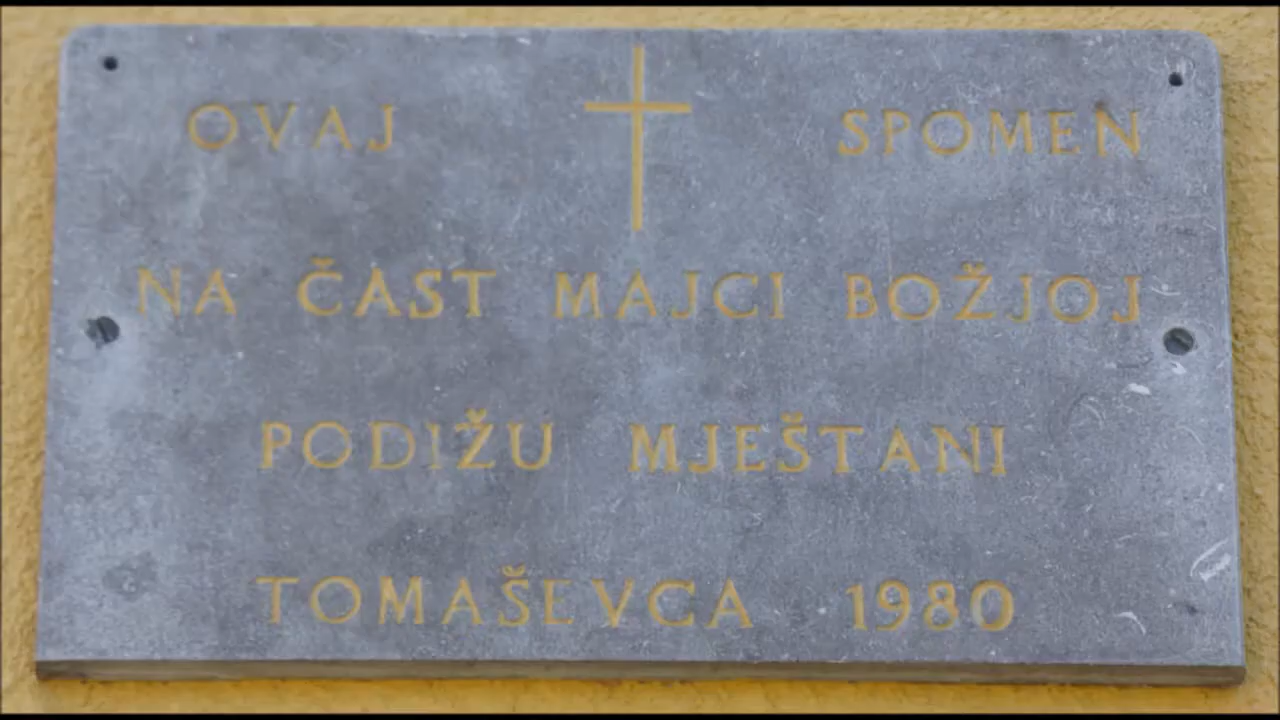 OVAJ SPOMEN
NA ČAST MAJCI BOŽJOJ
PODIŽU MJEŠTANI
TOMAŠEVCA 1980